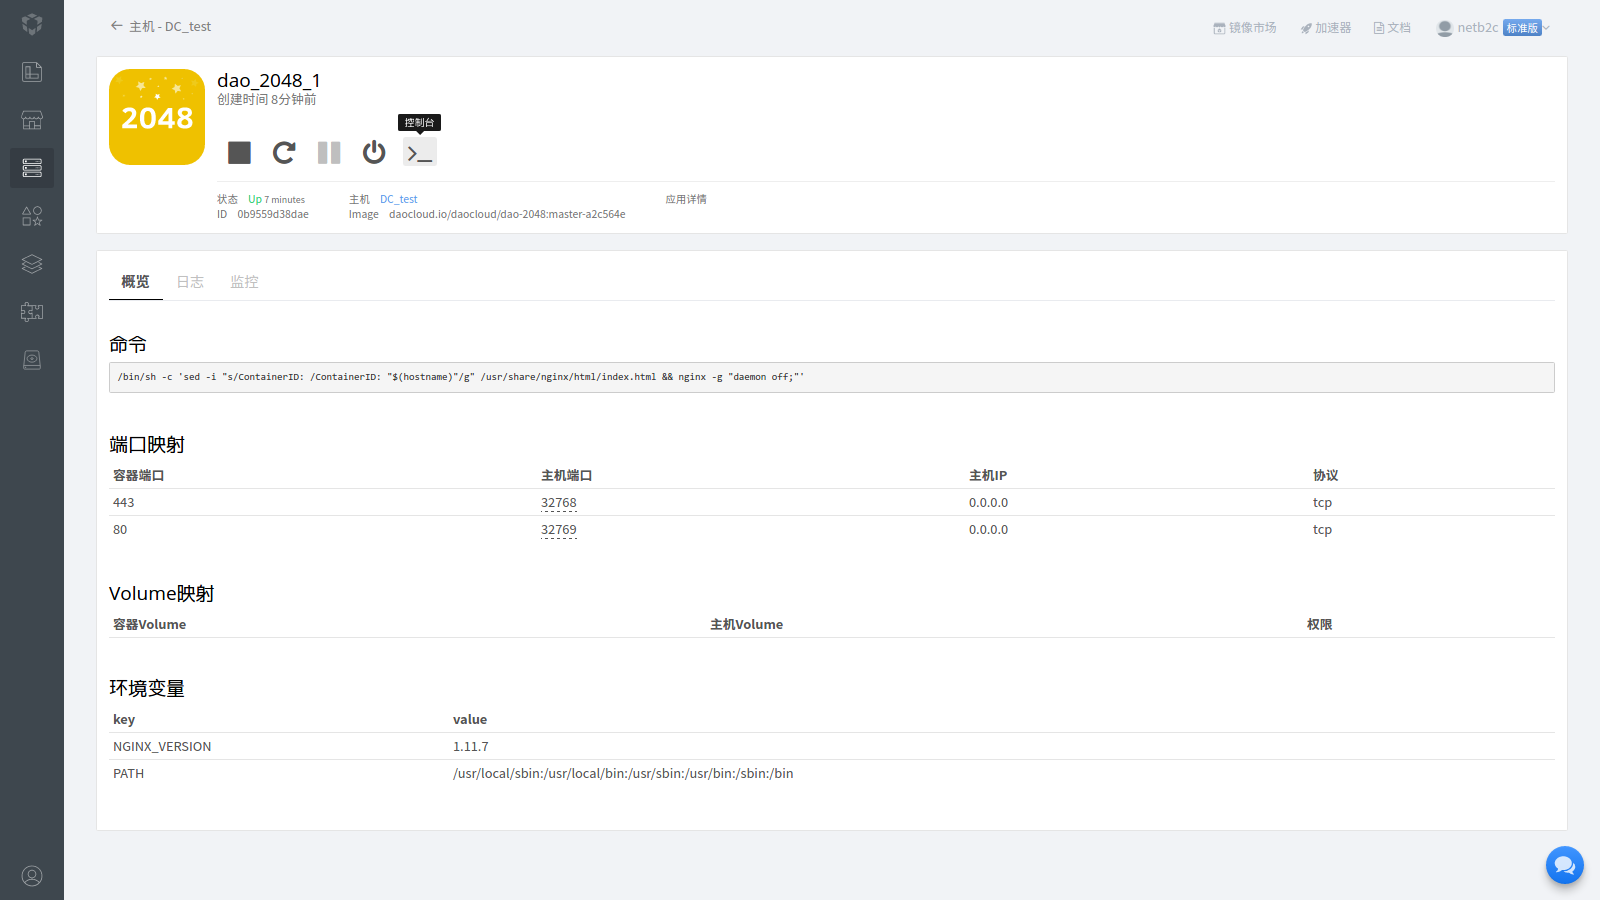 主机 - DC_test
镜像市场 加速器 文档 netb2c 标准版
2048
dao_2048_1
创建时间 8分钟前
控制台
状态 Up 7 minutes 主机 DC_test 应用详情
ID 0b9559d38dae Image daocloud.io/daocloud/dao-2048:master-a2c564e
概览 日志 监控
命令
/bin/sh -c 'sed -i "s/ContainerID: /ContainerID: "$(hostname)"/g" /usr/share/nginx/html/index.html && nginx -g "daemon off;"'
端口映射
容器端口 主机端口 主机IP 协议
443 32768 0.0.0.0 tcp
80 32769 0.0.0.0 tcp
Volume映射
容器Volume 主机Volume 权限
环境变量
key value
NGINX_VERSION 1.11.7
PATH /usr/local/sbin:/usr/local/bin:/usr/sbin:/usr/bin:/sbin:/bin